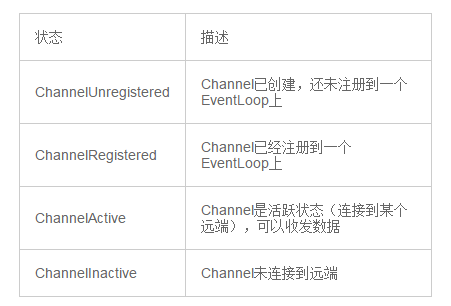 状态
描述
ChannelUnregistered
Channel已创建，还未注册到一个
EventLoop上
ChannelRegistered
Channel已经注册到一个
EventLoop上
ChannelActive
Channel是活跃状态（连接到某个
远端），可以收发数据
ChannelInactive
Channel未连接到远端